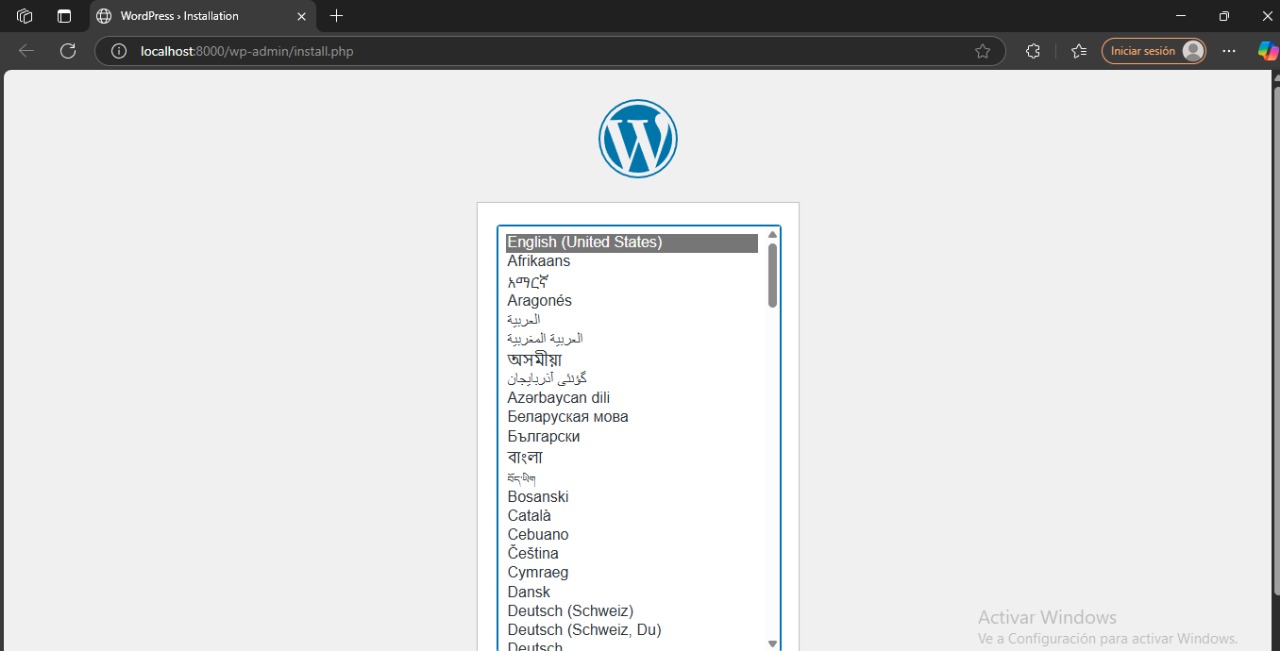 WordPress › Installation
localhost:8000/wp-admin/install.php
Iniciar sesión
English (United States)
Afrikaans
አማርኛ
Aragonés
العربية
العربية المغربية
অসমীয়া
گؤنئی آذربایجان
Azərbaycan dili
Беларуская мова
Български
বাংলা
བོད་ཡིག
Bosanski
Català
Cebuano
Čeština
Cymraeg
Dansk
Deutsch (Schweiz)
Deutsch (Schweiz, Du)
Deutsch
Activar Windows
Ve a Configuración para activar Windows.